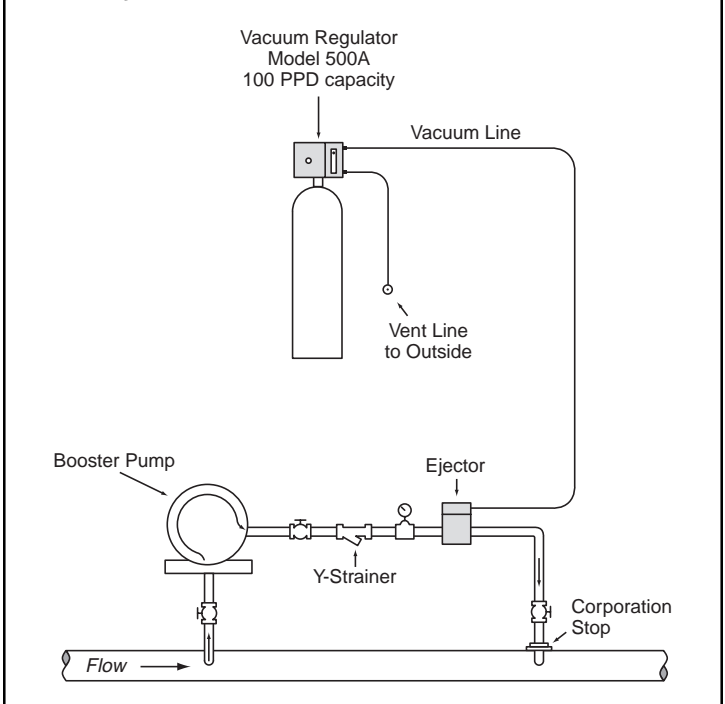 Vacuum Regulator
Model 500A
100 PPD capacity
Vacuum Line
Vent Line
to Outside
Booster Pump
Ejector
Y-Strainer
Corporation
Stop
Flow